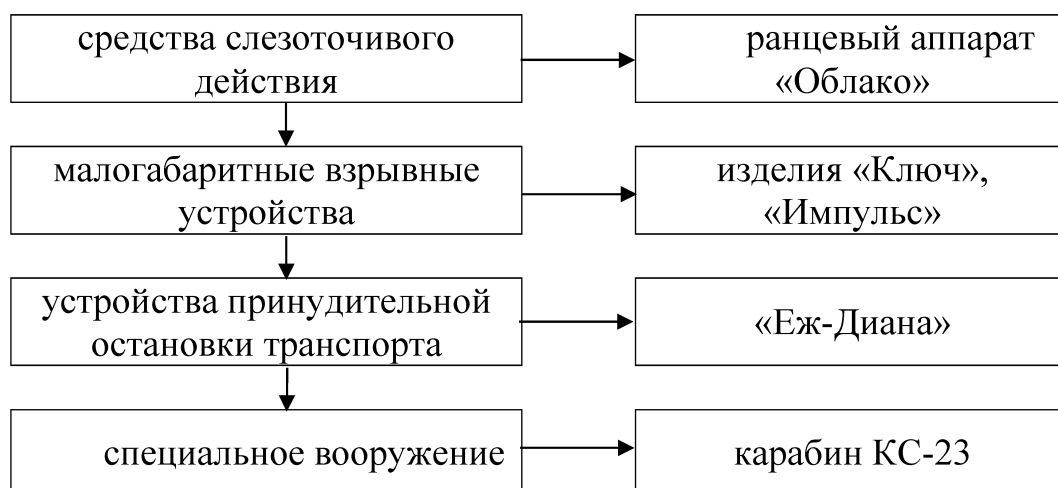 средства слезоточивого
действия
ранцевый аппарат
«Облако»
малогабаритные взрывные
устройства
изделия «Ключ»,
«Импульс»
устройства принудительной
остановки транспорта
«Еж-Диана»
специальное вооружение
карабин КС-23